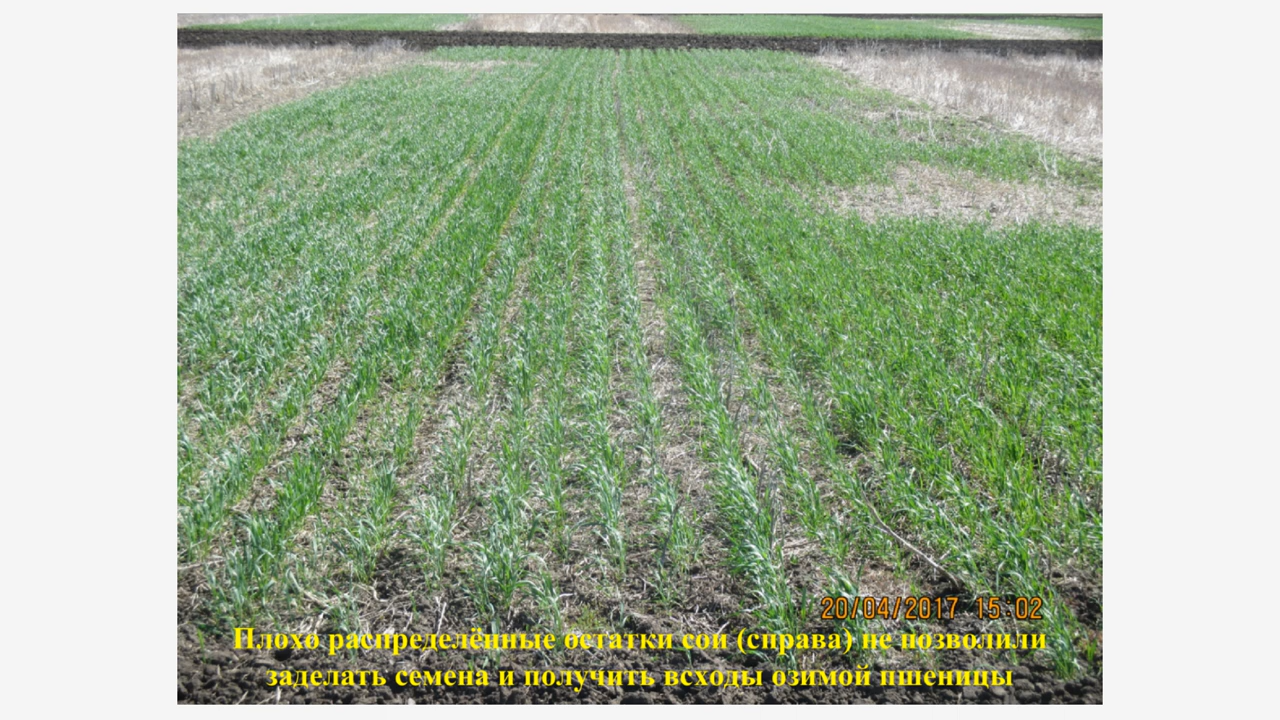 20/04/2017 15:02
Плохо распределённые остатки сои (справа) не позволили
заделать семена и получить всходы озимой пшеницы